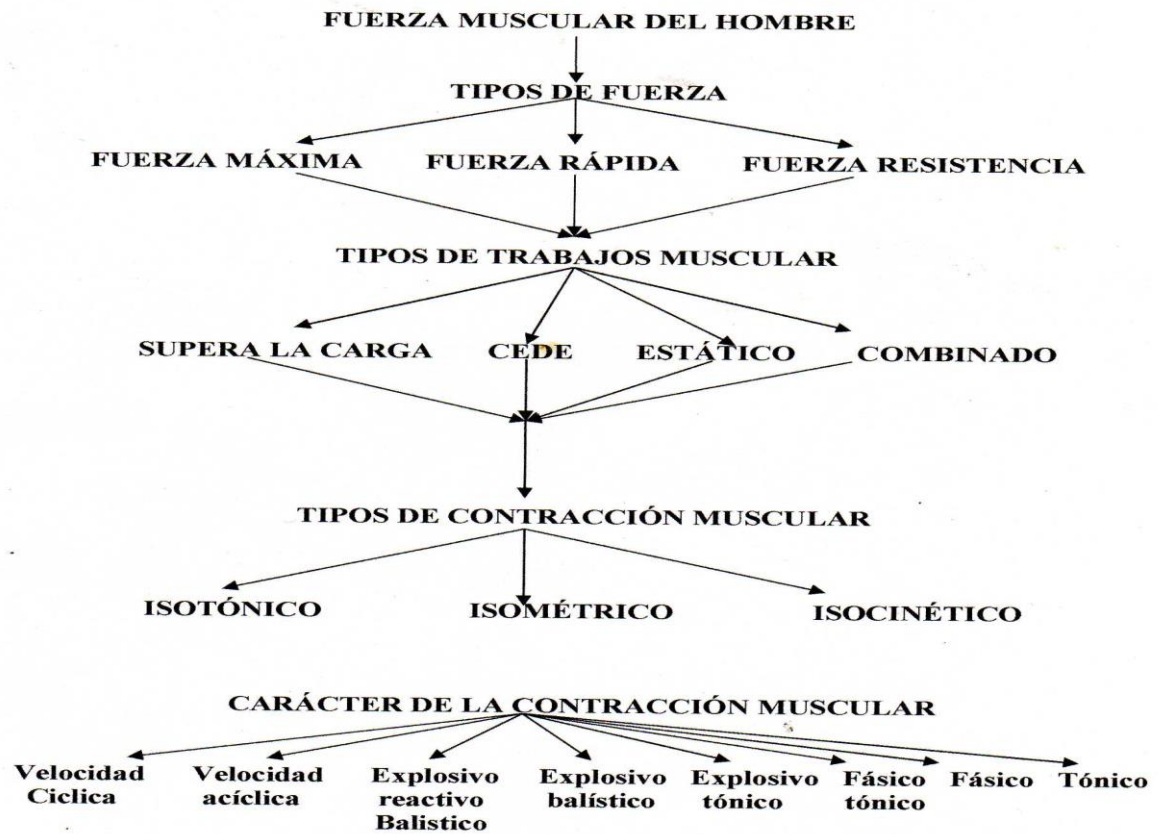 FUERZA MUSCULAR DEL HOMBRE
TIPOS DE FUERZA
FUERZA MÁXIMA FUERZA RÁPIDA FUERZA RESISTENCIA
TIPOS DE TRABAJOS MUSCULAR
SUPERA LA CARGA CEDE ESTÁTICO COMBINADO
TIPOS DE CONTRACCIÓN MUSCULAR
ISOTÓNICO ISOMÉTRICO ISOCINÉTICO
CARÁCTER DE LA CONTRACCIÓN MUSCULAR
Velocidad
Ciclica
Velocidad
acíclica
Explosivo
reactivo
Balistico
Explosivo
balístico
Explosivo
tónico
Fásico
tónico
Fásico
Tónico